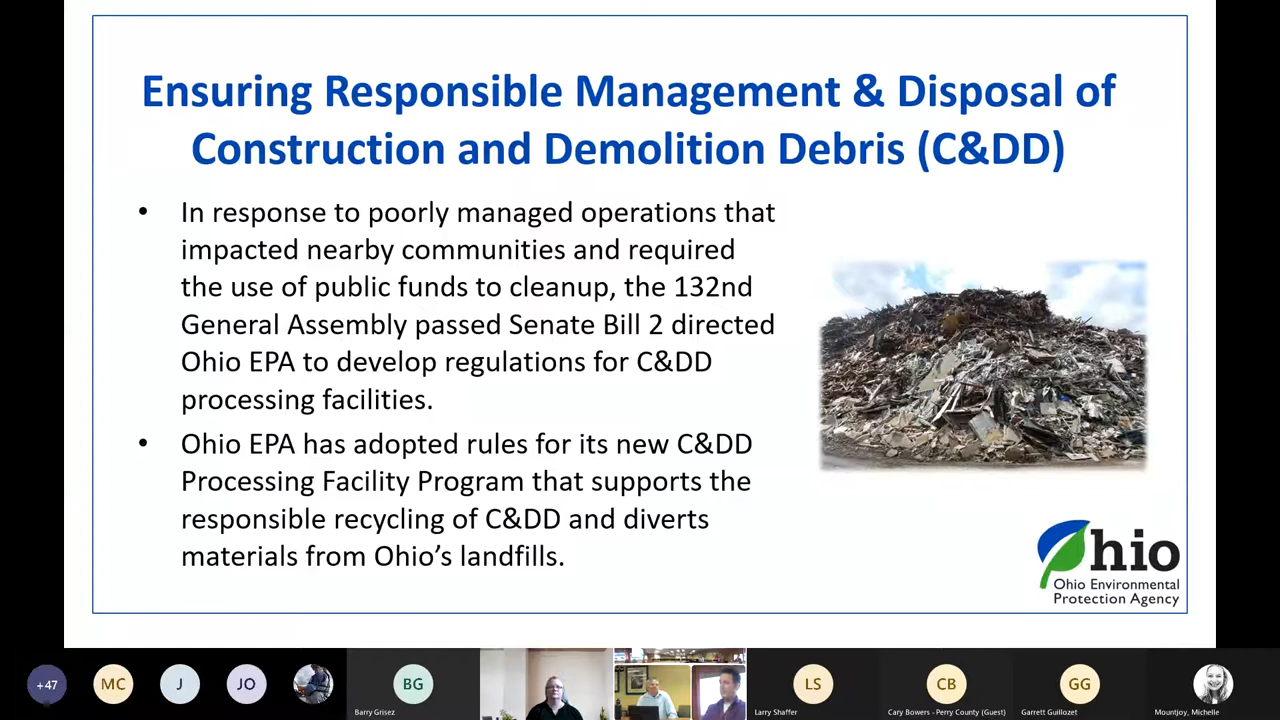 Ensuring Responsible Management & Disposal of
Construction and Demolition Debris (C&DD)
• In response to poorly managed operations that
impacted nearby communities and required
the use of public funds to cleanup, the 132nd
General Assembly passed Senate Bill 2 directed
Ohio EPA to develop regulations for C&DD
processing facilities.
• Ohio EPA has adopted rules for its new C&DD
Processing Facility Program that supports the
responsible recycling of C&DD and diverts
materials from Ohio’s landfills.
Ohio
Ohio Environmental
Protection Agency
+47
MC
J
JO
BG
Barry Grisez
LS
Larry Shaffer
CB
Cary Bowers - Perry County (Guest)
GG
Garrett Guillozet
Mountjoy, Michelle